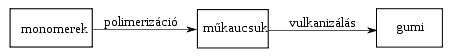 monomerek
polimerizáció
műkaucsuk
vulkanizálás
gumi